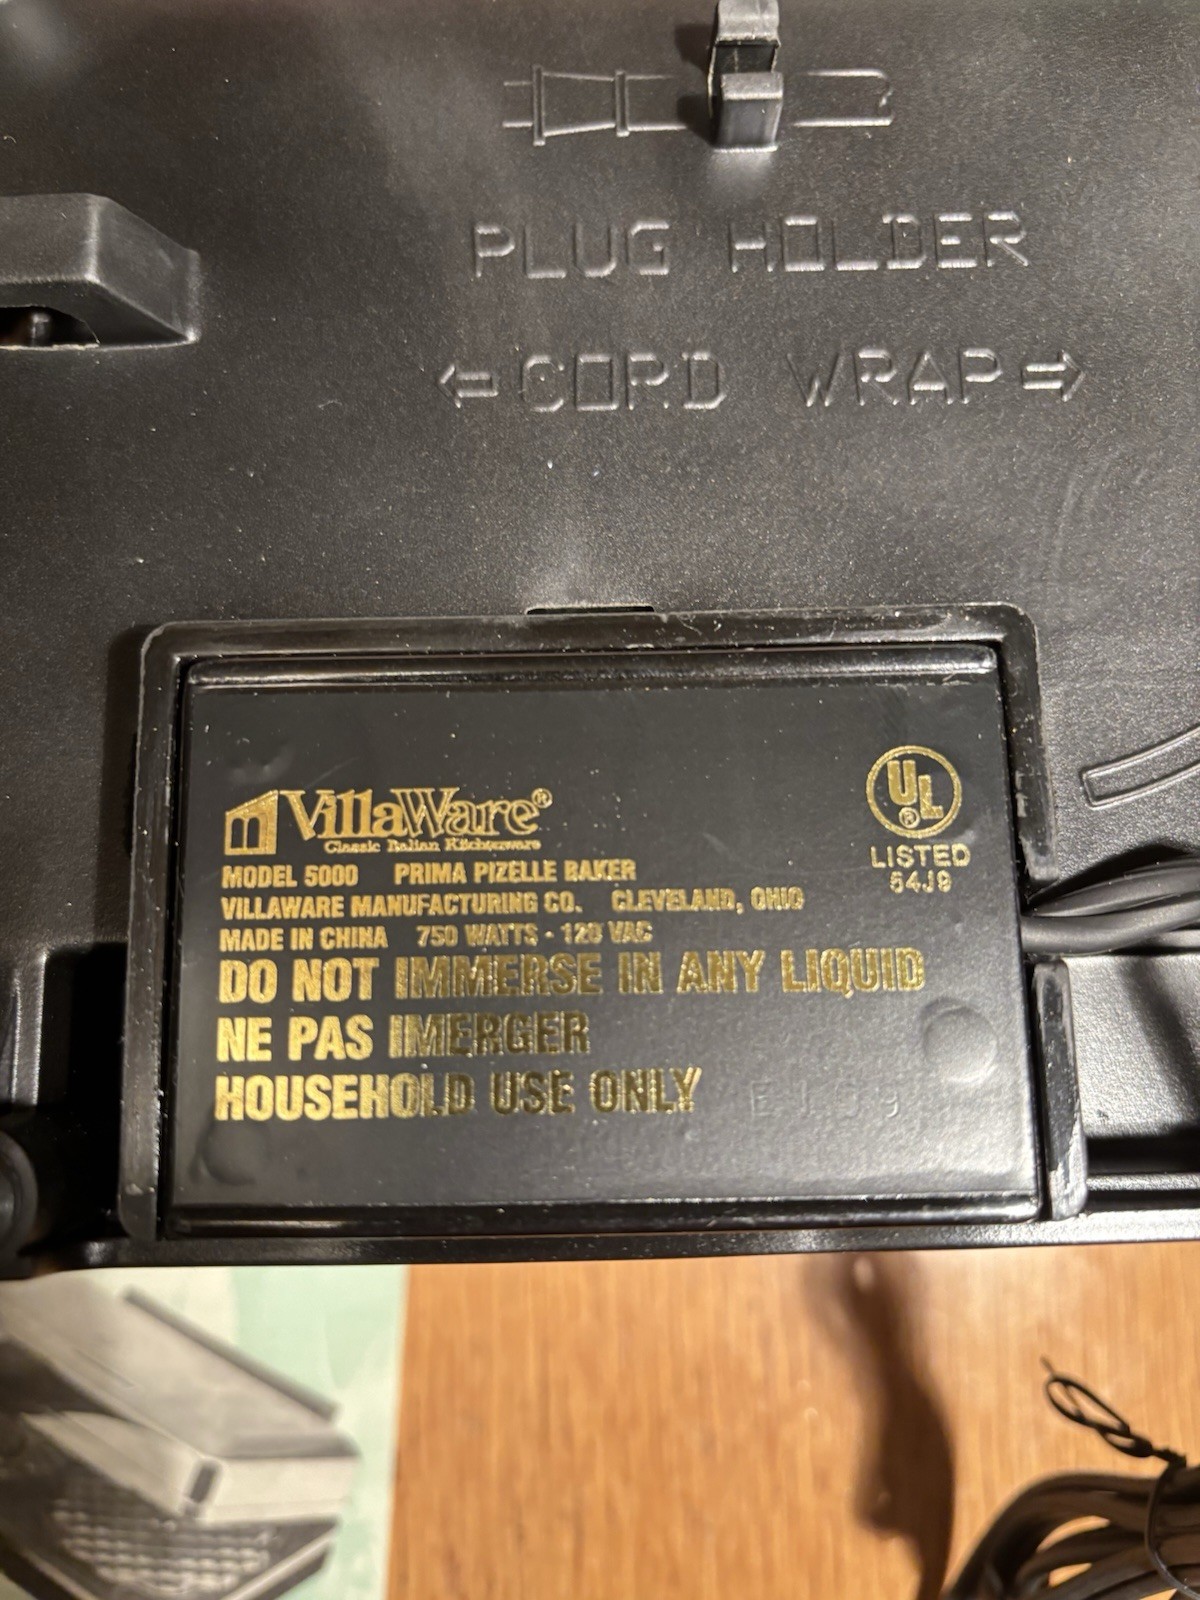 PLUG HOLDER
⇐ CORD WRAP ⇒
VillaWare®
Classic Italian Kitchenware
UL
®
LISTED
54J9
MODEL 5000 PRIMA PIZELLE BAKER
VILLAWARE MANUFACTURING CO. CLEVELAND, OHIO
MADE IN CHINA 750 WATTS - 120 VAC
DO NOT IMMERSE IN ANY LIQUID
NE PAS IMERGER
HOUSEHOLD USE ONLY